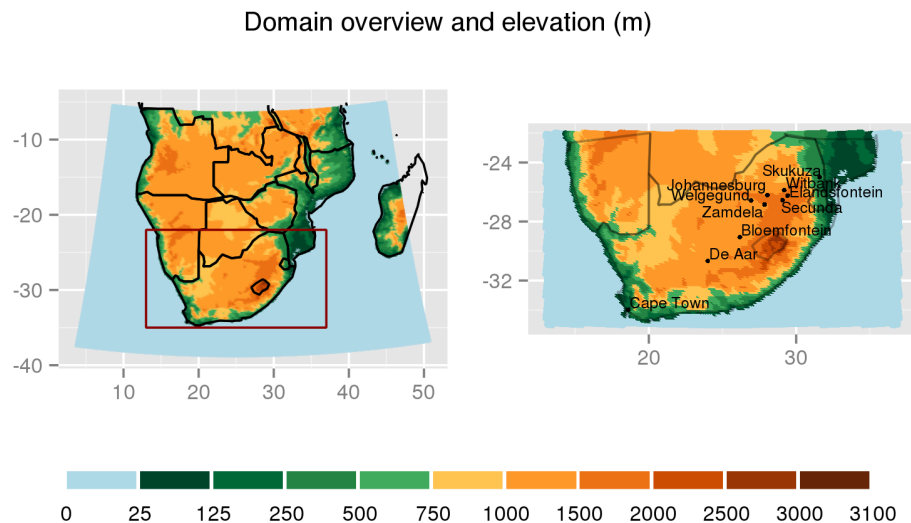 Domain overview and elevation (m)
-10
-20
-30
-40
10 20 30 40 50
-24
-28
-32
20 30
Skukuza
Witbank
Johannesburg
Elandsfontein
Welgegund
Secunda
Zamdela
Bloemfontein
De Aar
Cape Town
0 25 125 250 500 750 1000 1500 2000 2500 3000 3100